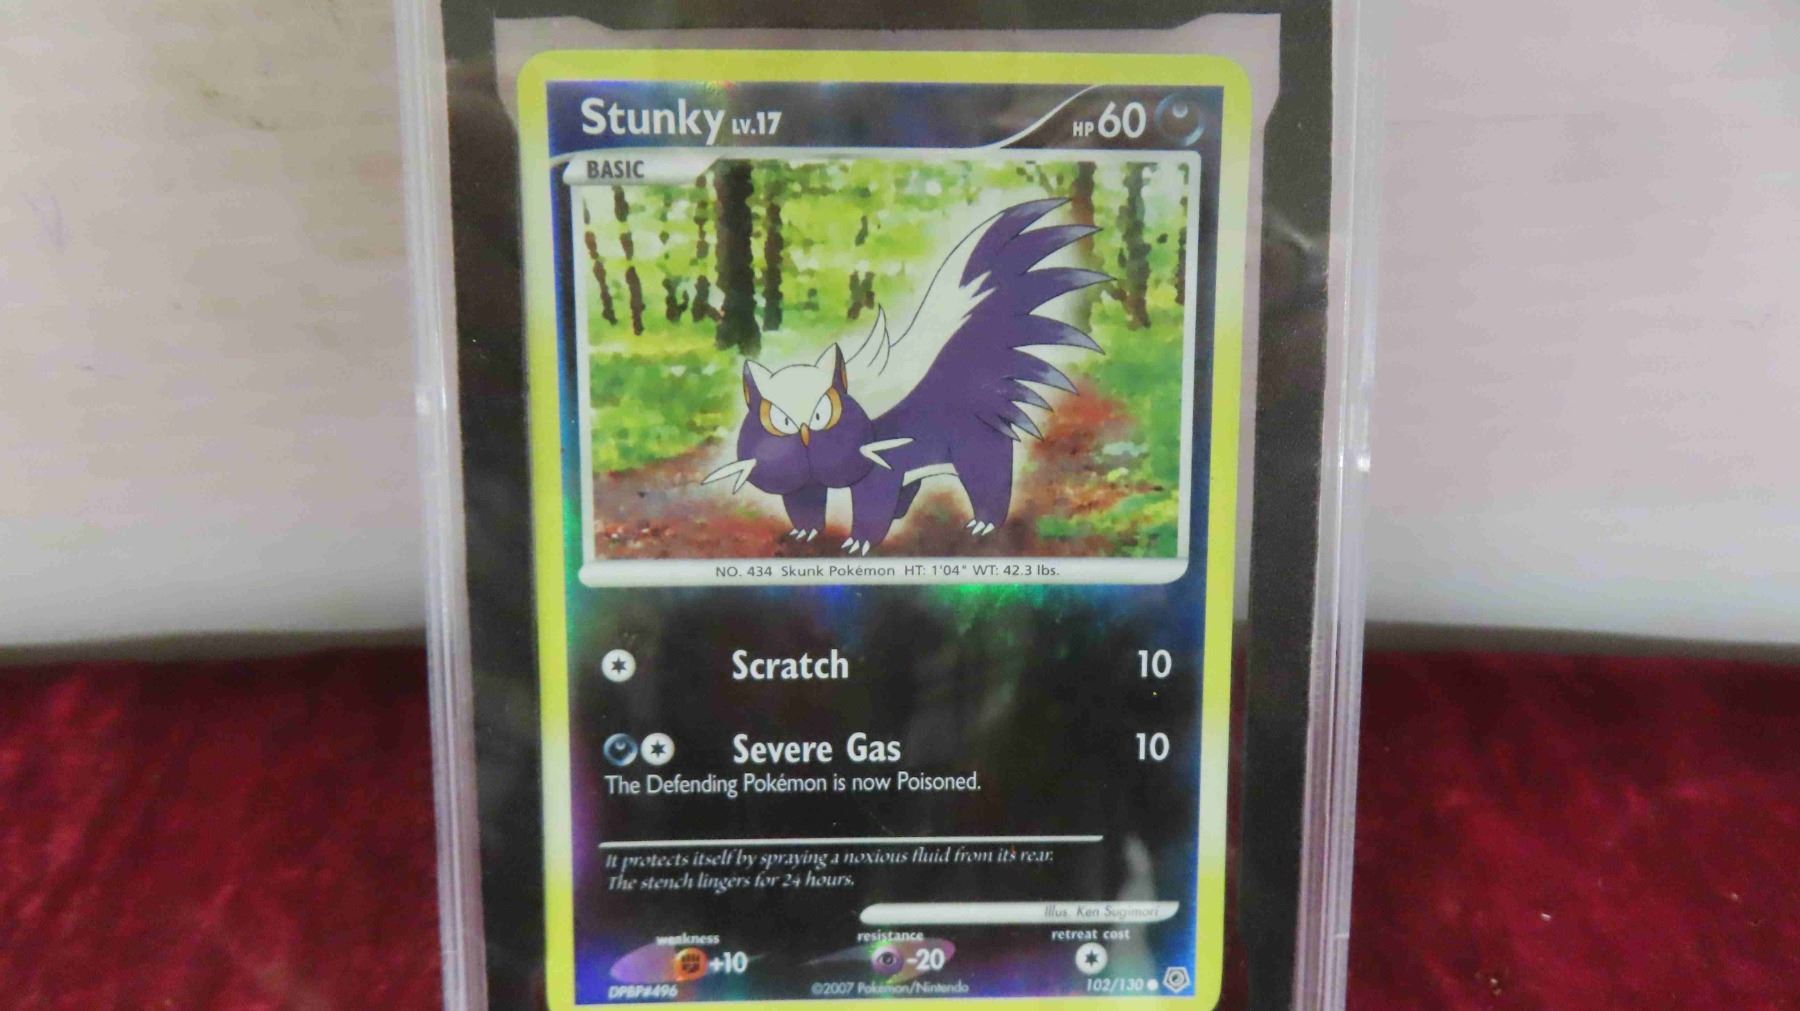 Stunky LV.17 HP 60
BASIC
NO. 434 Skunk Pokémon HT: 1'04" WT: 42.3 lbs.
Scratch 10
Severe Gas 10
The Defending Pokémon is now Poisoned.
It protects itself by spraying a noxious fluid from its rear.
The stench lingers for 24 hours.
Illus. Ken Sugimori
weakness resistance retreat cost
+10 -20
DPBP#496 ©2007 Pokémon/Nintendo 102/130